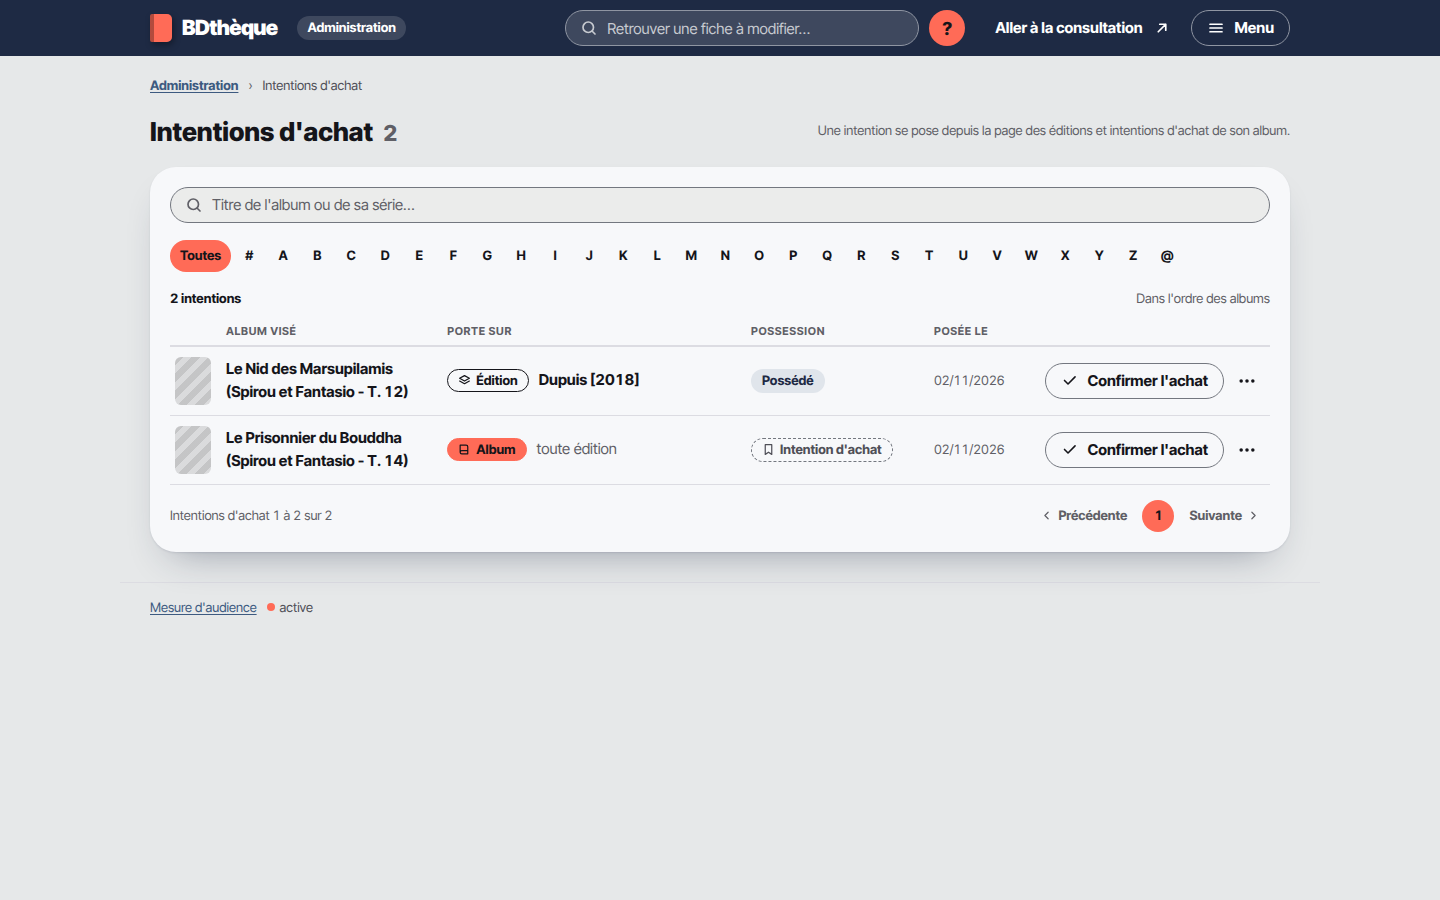 BDthèque Administration Retrouver une fiche à modifier... ? Aller à la consultation Menu
Administration › Intentions d'achat
Intentions d'achat 2 Une intention se pose depuis la page des éditions et intentions d'achat de son album.
Titre de l'album ou de sa série...
Toutes # A B C D E F G H I J K L M N O P Q R S T U V W X Y Z @
2 intentions Dans l'ordre des albums
ALBUM VISÉ PORTE SUR POSSESSION POSÉE LE
Le Nid des Marsupilamis
(Spirou et Fantasio - T. 12) Édition Dupuis [2018] Possédé 02/11/2026 Confirmer l'achat
Le Prisonnier du Bouddha
(Spirou et Fantasio - T. 14) Album toute édition Intention d'achat 02/11/2026 Confirmer l'achat
Intentions d'achat 1 à 2 sur 2 Précédente 1 Suivante
Mesure d'audience active